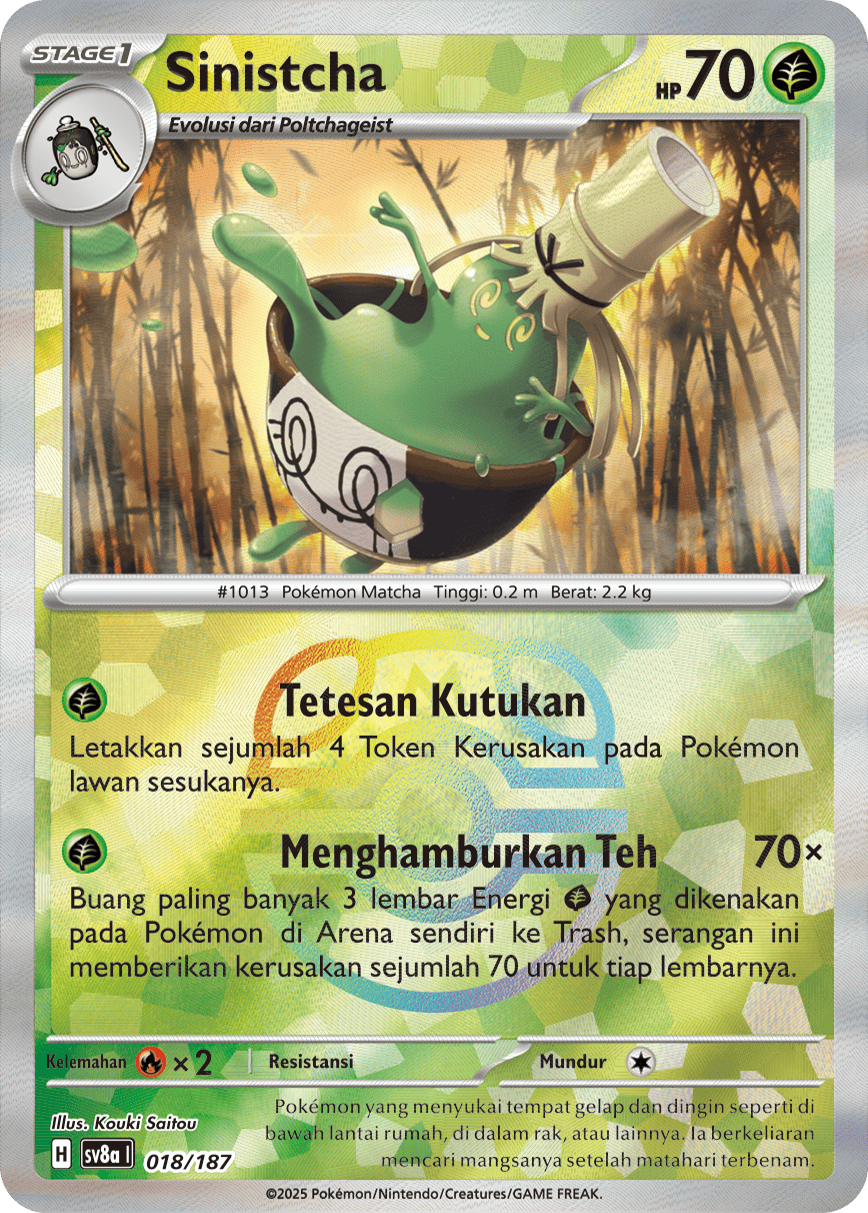 STAGE1
Sinistcha
HP70
Evolusi dari Poltchageist
#1013 Pokémon Matcha Tinggi: 0.2 m Berat: 2.2 kg
Tetesan Kutukan
Letakkan sejumlah 4 Token Kerusakan pada Pokémon
lawan sesukanya.
Menghamburkan Teh 70×
Buang paling banyak 3 lembar Energi yang dikenakan
pada Pokémon di Arena sendiri ke Trash, serangan ini
memberikan kerusakan sejumlah 70 untuk tiap lembarnya.
Kelemahan ×2 Resistansi Mundur
Illus. Kouki Saitou
H sv8a I 018/187
Pokémon yang menyukai tempat gelap dan dingin seperti di
bawah lantai rumah, di dalam rak, atau lainnya. Ia berkeliaran
mencari mangsanya setelah matahari terbenam.
©2025 Pokémon/Nintendo/Creatures/GAME FREAK.